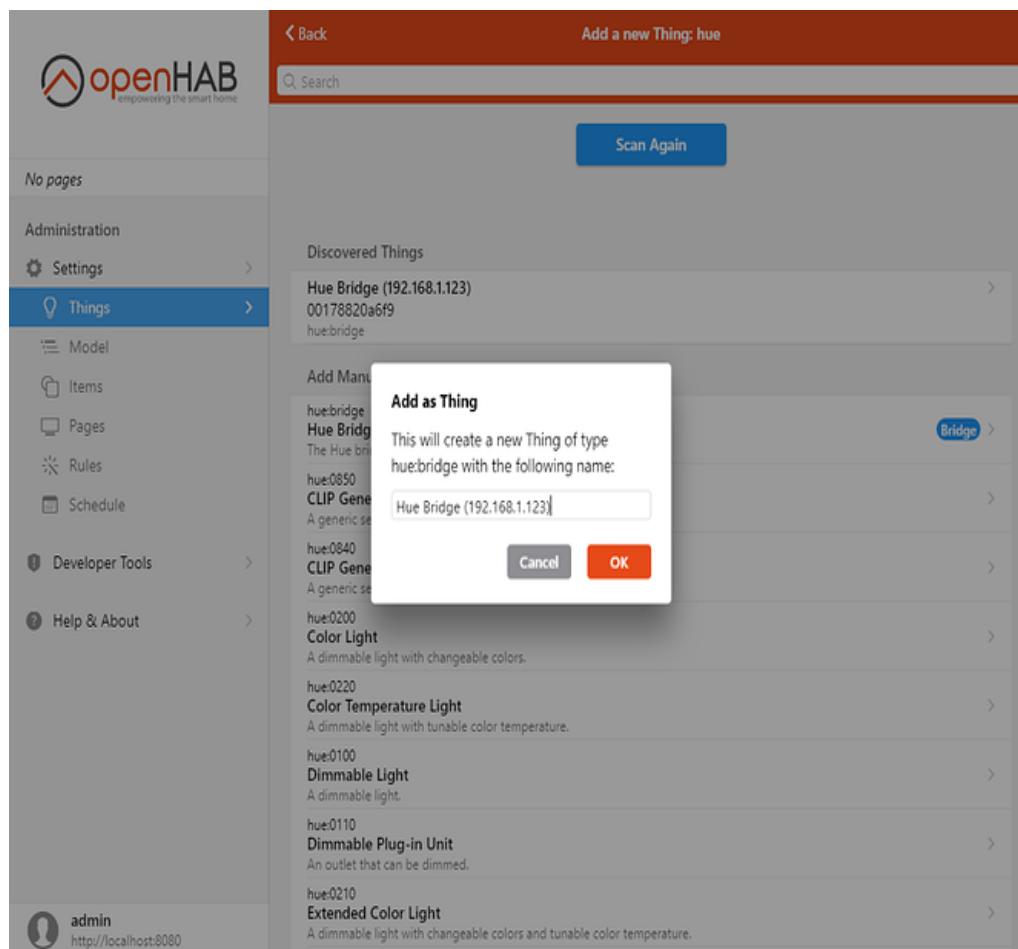 openHAB
empowering the smart home
No pages
Administration
Settings
Things
Model
Items
Pages
Rules
Schedule
Developer Tools
Help & About
admin
http://localhost:8080
Back
Add a new Thing: hue
Search
Scan Again
Discovered Things
Hue Bridge (192.168.1.123)
00178820a6f9
hue:bridge
Add Manu
hue:bridge
Hue Bridg
The Hue bri
Bridge
hue:0850
CLIP Gene
A generic se
hue:0840
CLIP Gene
A generic se
hue:0200
Color Light
A dimmable light with changeable colors.
hue:0220
Color Temperature Light
A dimmable light with tunable color temperature.
hue:0100
Dimmable Light
A dimmable light.
hue:0110
Dimmable Plug-in Unit
An outlet that can be dimmed.
hue:0210
Extended Color Light
A dimmable light with changeable colors and tunable color temperature.
Add as Thing
This will create a new Thing of type
hue:bridge with the following name:
Hue Bridge (192.168.1.123)
Cancel
OK